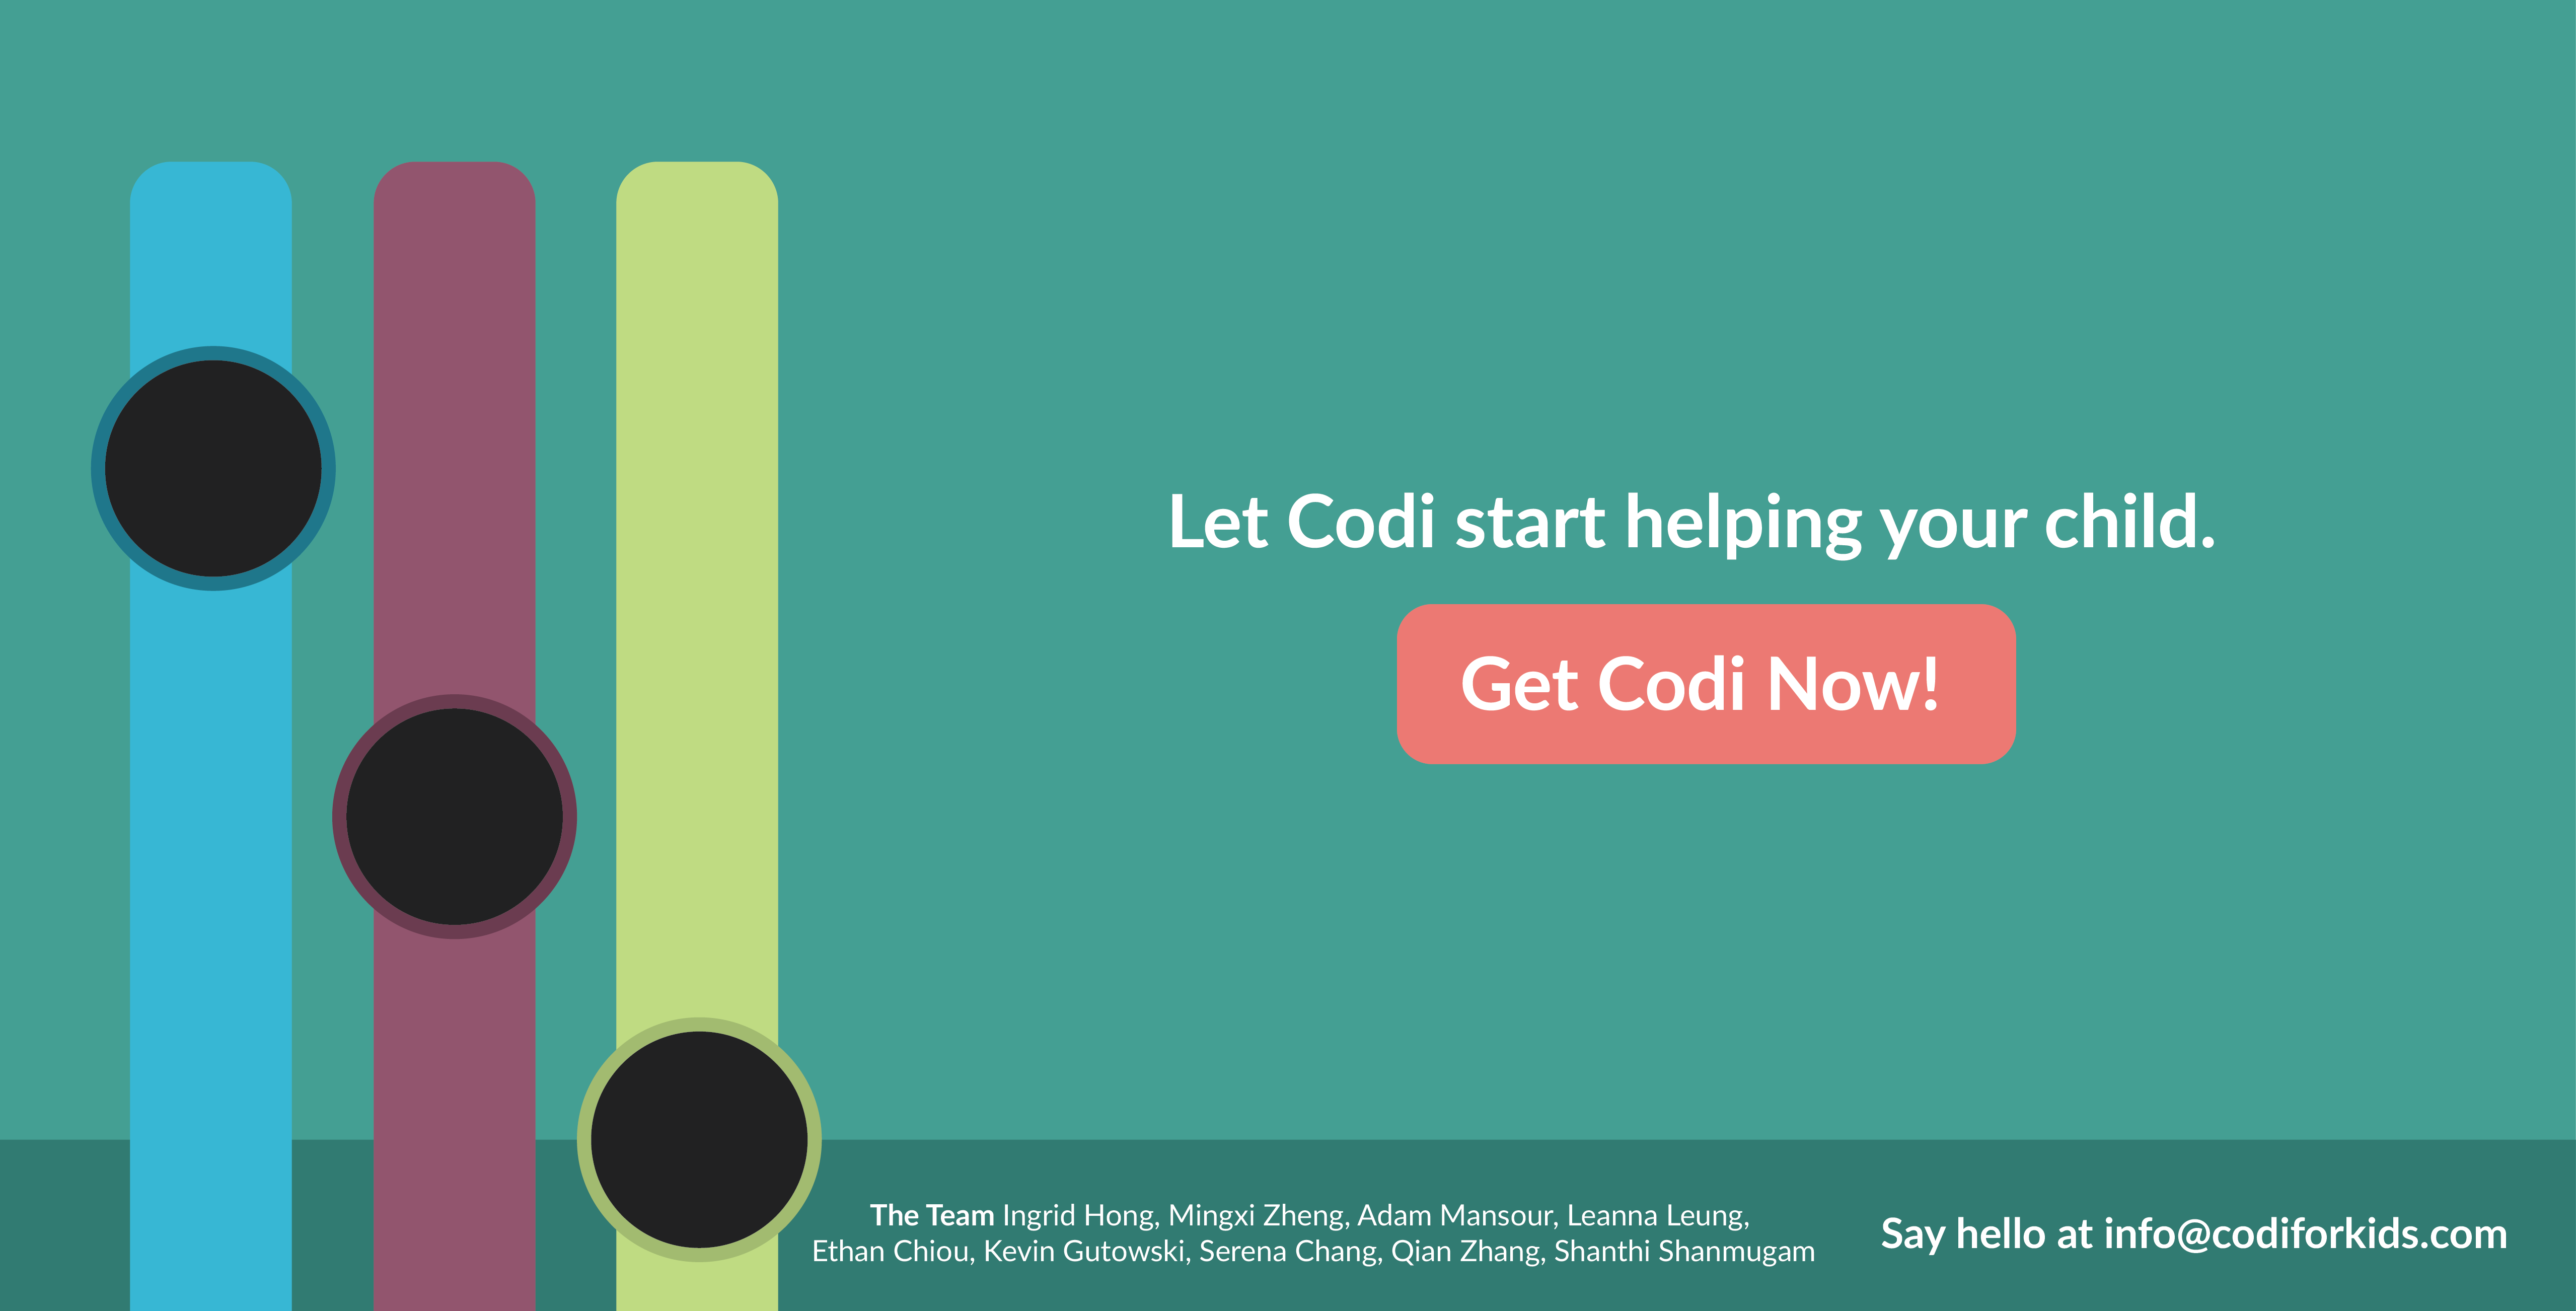 Let Codi start helping your child.
Get Codi Now!
The Team Ingrid Hong, Mingxi Zheng, Adam Mansour, Leanna Leung,
Ethan Chiou, Kevin Gutowski, Serena Chang, Qian Zhang, Shanthi Shanmugam
Say hello at info@codiforkids.com